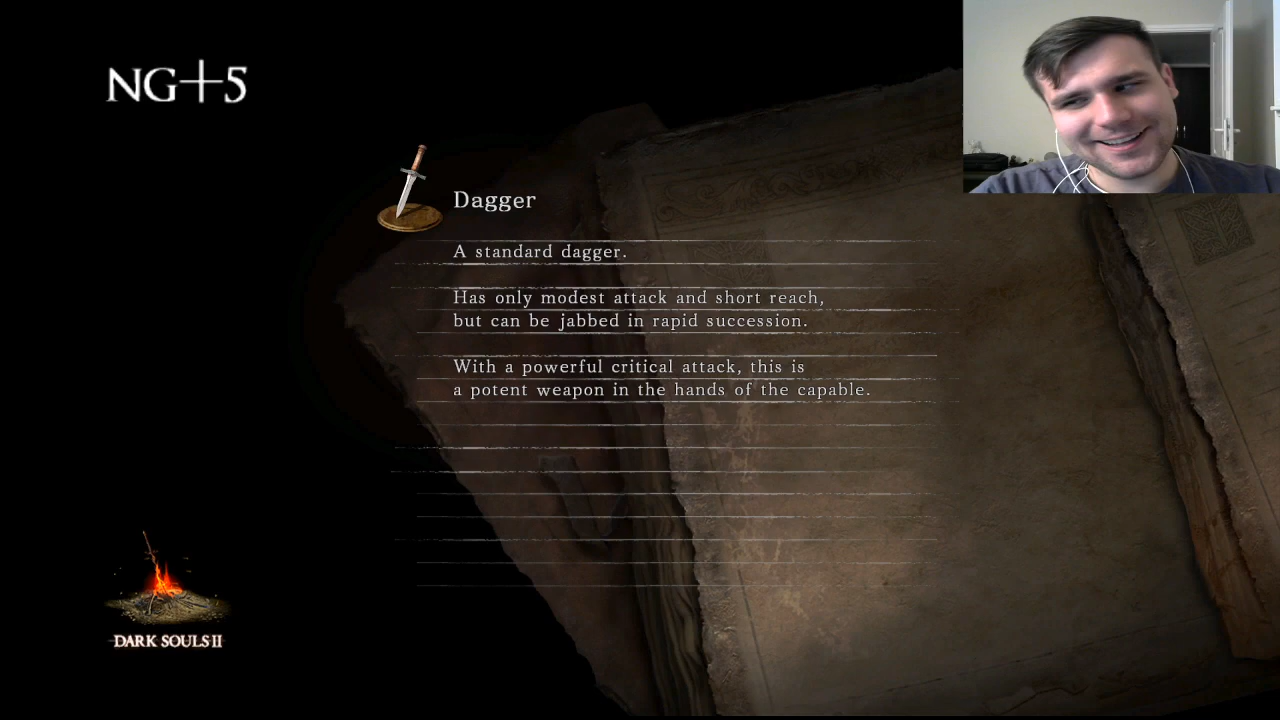 NG+5
Dagger
A standard dagger.
Has only modest attack and short reach,
but can be jabbed in rapid succession.
With a powerful critical attack, this is
a potent weapon in the hands of the capable.
DARK SOULS II